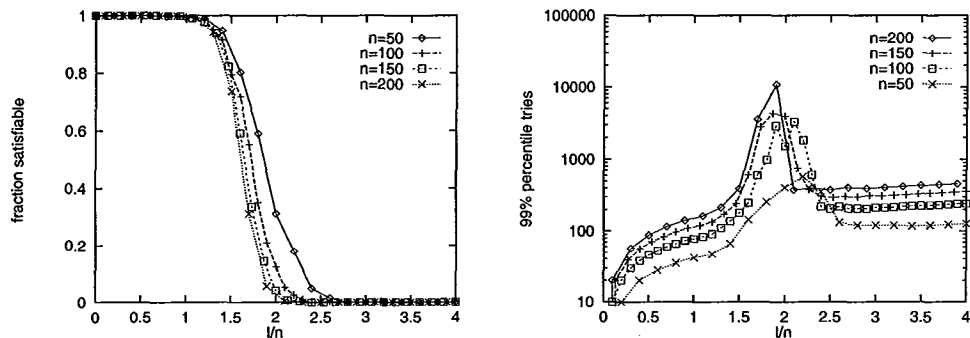 fraction satisfiable
1
0.8
0.6
0.4
0.2
0
n=50
n=100
n=150
n=200
0 0.5 1 1.5 2 2.5 3 3.5 4
l/n
99% percentile tries
100000
10000
1000
100
10
n=200
n=150
n=100
n=50
0 0.5 1 1.5 2 2.5 3 3.5 4
l/n